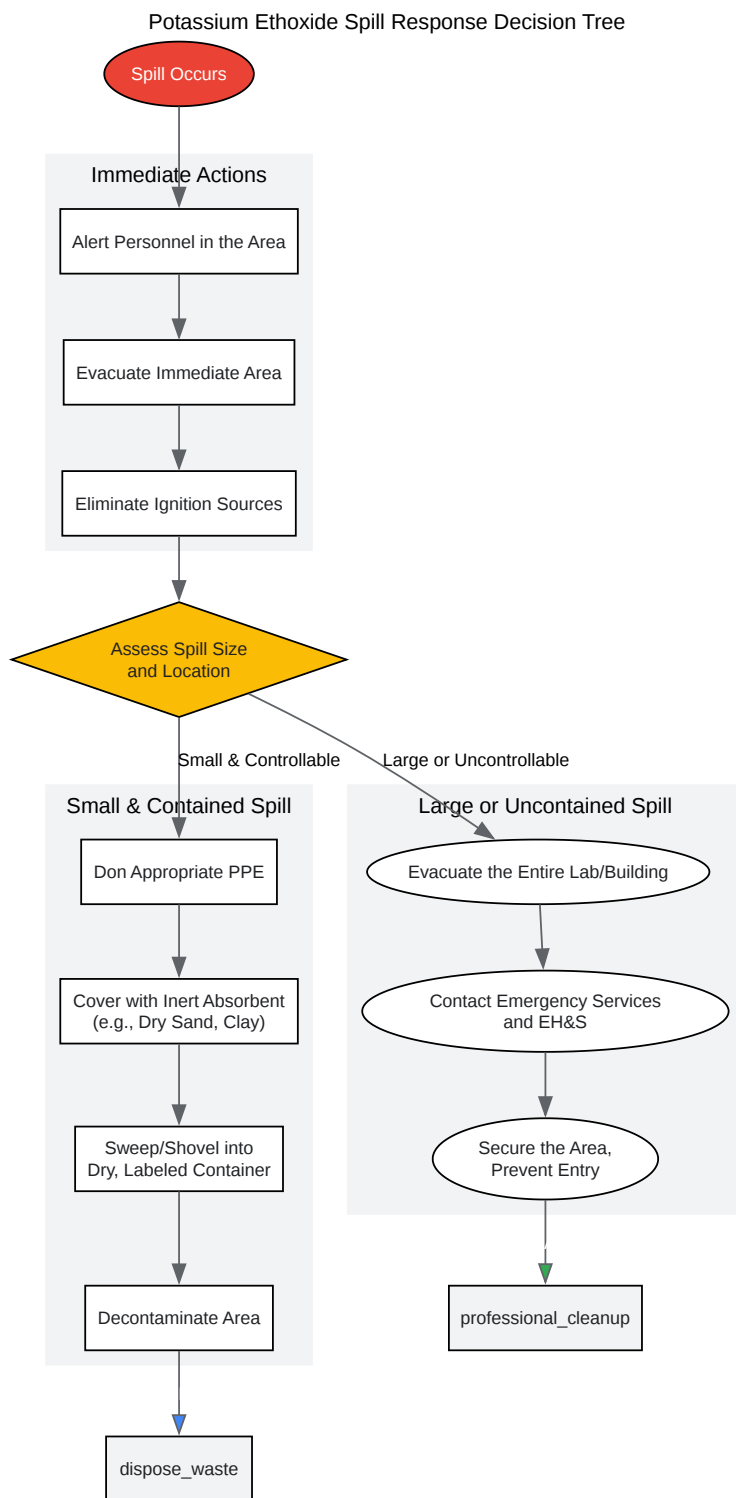 Potassium Ethoxide Spill Response Decision Tree
Spill Occurs
Immediate Actions
Alert Personnel in the Area
Evacuate Immediate Area
Eliminate Ignition Sources
Assess Spill Size
and Location
Small & Controllable
Large or Uncontrollable
Small & Contained Spill
Don Appropriate PPE
Cover with Inert Absorbent
(e.g., Dry Sand, Clay)
Sweep/Shovel into
Dry, Labeled Container
Decontaminate Area
dispose_waste
Large or Uncontained Spill
Evacuate the Entire Lab/Building
Contact Emergency Services
and EH&S
Secure the Area,
Prevent Entry
professional_cleanup